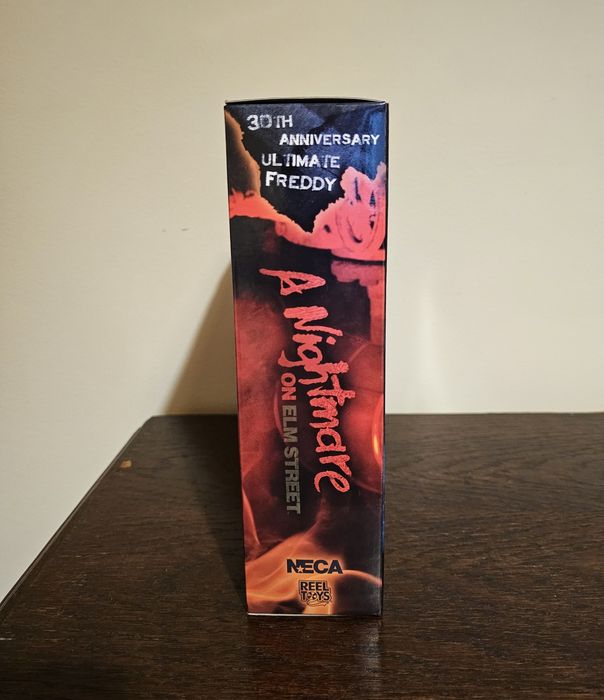 30TH
ANNIVERSARY
ULTIMATE
FREDDY
A Nightmare
ON ELM STREET
NECA
REEL
TOYS